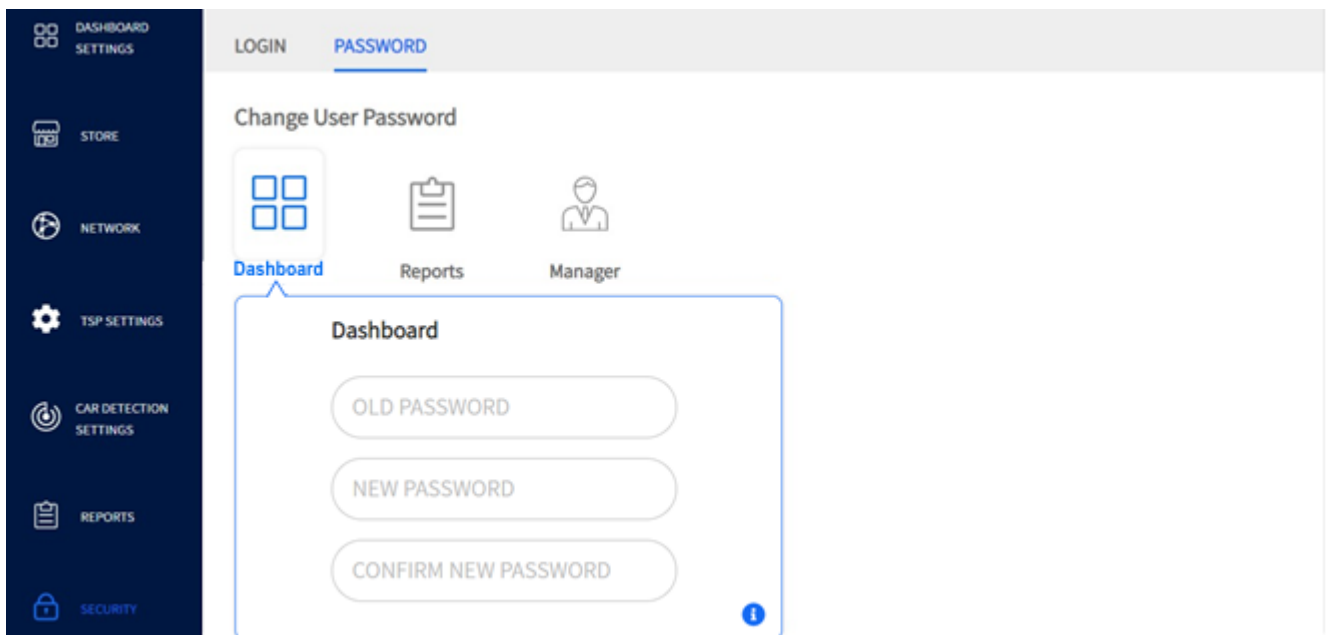 DASHBOARD
SETTINGS
STORE
NETWORK
TSP SETTINGS
CAR DETECTION
SETTINGS
REPORTS
SECURITY
LOGIN PASSWORD
Change User Password
Dashboard Reports Manager
Dashboard
OLD PASSWORD
NEW PASSWORD
CONFIRM NEW PASSWORD